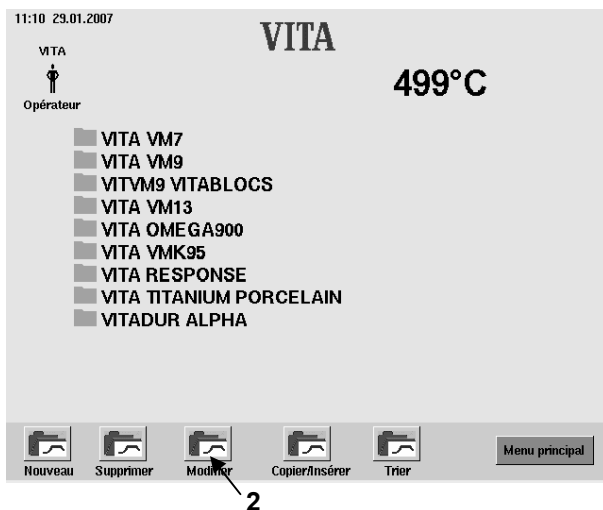 11:10 29.01.2007
VITA
VITA
499°C
Opérateur
VITA VM7
VITA VM9
VITVM9 VITABLOCS
VITA VM13
VITA OMEGA900
VITA VMK95
VITA RESPONSE
VITA TITANIUM PORCELAIN
VITADUR ALPHA
Nouveau Supprimer Modifier Copier/Insérer Trier Menu principal
2